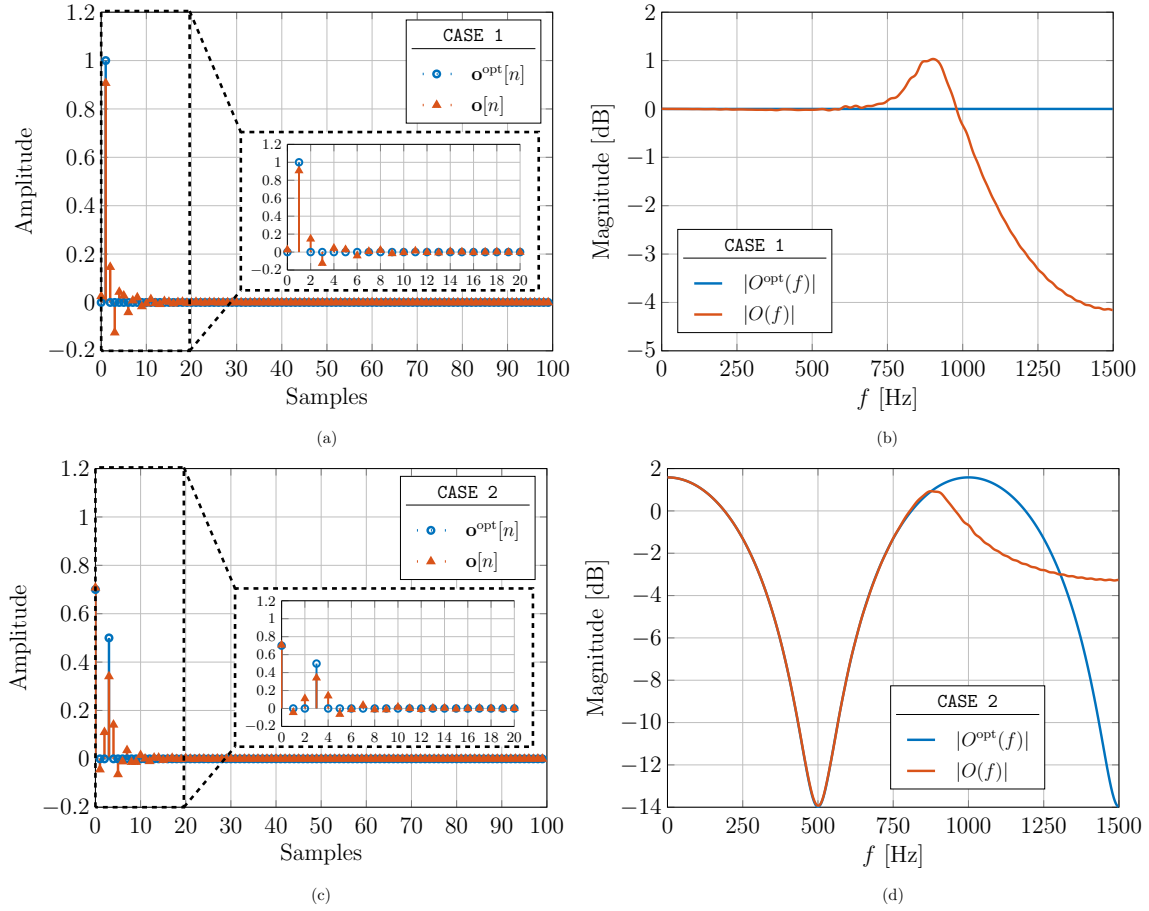 1.2
1
0.8
0.6
0.4
0.2
0
−0.2
Amplitude
0 10 20 30 40 50 60 70 80 90 100
Samples
CASE 1
o^opt[n]
o[n]
1.2
1
0.8
0.6
0.4
0.2
0
−0.2
0 2 4 6 8 10 12 14 16 18 20
(a)
2
1
0
−1
−2
−3
−4
−5
Magnitude [dB]
0 250 500 750 1000 1250 1500
f [Hz]
CASE 1
|O^opt(f)|
|O(f)|
(b)
1.2
1
0.8
0.6
0.4
0.2
0
−0.2
Amplitude
0 10 20 30 40 50 60 70 80 90 100
Samples
CASE 2
o^opt[n]
o[n]
1.2
1
0.8
0.6
0.4
0.2
0
−0.2
0 2 4 6 8 10 12 14 16 18 20
(c)
2
0
−2
−4
−6
−8
−10
−12
−14
Magnitude [dB]
0 250 500 750 1000 1250 1500
f [Hz]
CASE 2
|O^opt(f)|
|O(f)|
(d)